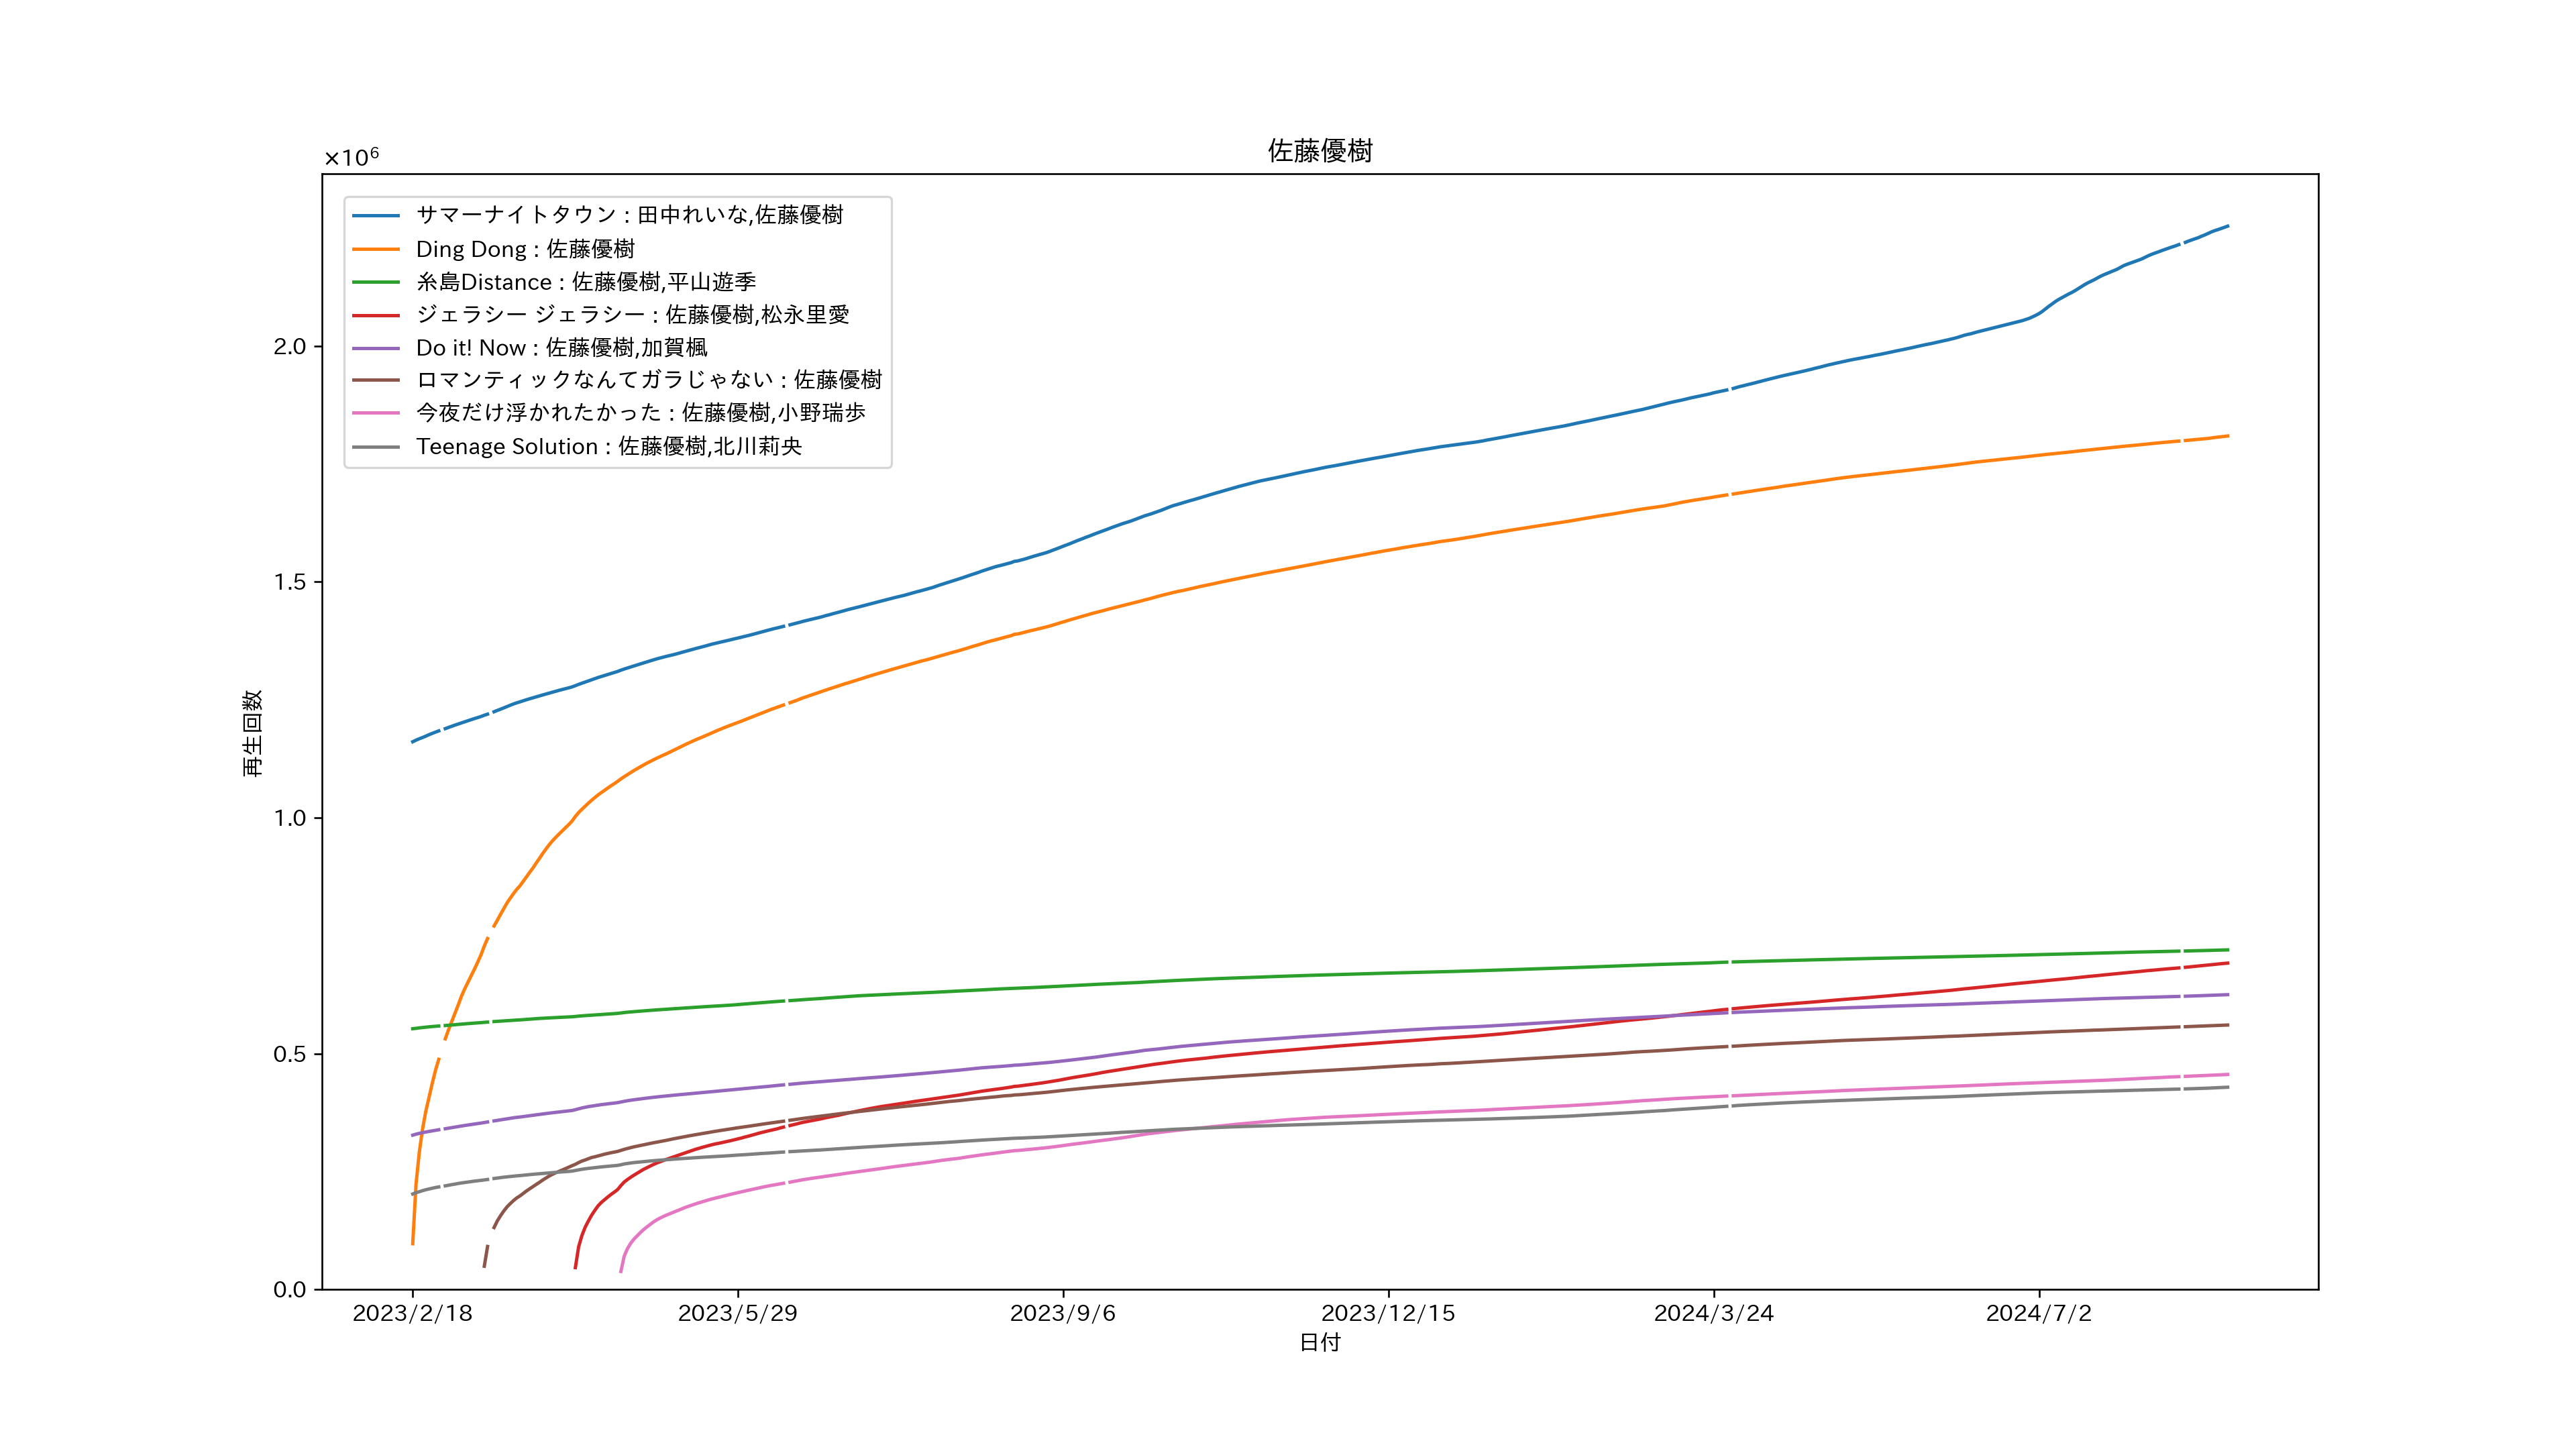 佐藤優樹
×10⁶
サマーナイトタウン : 田中れいな,佐藤優樹
Ding Dong : 佐藤優樹
糸島Distance : 佐藤優樹,平山遊季
ジェラシー ジェラシー : 佐藤優樹,松永里愛
Do it! Now : 佐藤優樹,加賀楓
ロマンティックなんてガラじゃない : 佐藤優樹
今夜だけ浮かれたかった : 佐藤優樹,小野瑞歩
Teenage Solution : 佐藤優樹,北川莉央
2.0
1.5
1.0
0.5
0.0
再生回数
2023/2/18
2023/5/29
2023/9/6
2023/12/15
2024/3/24
2024/7/2
日付